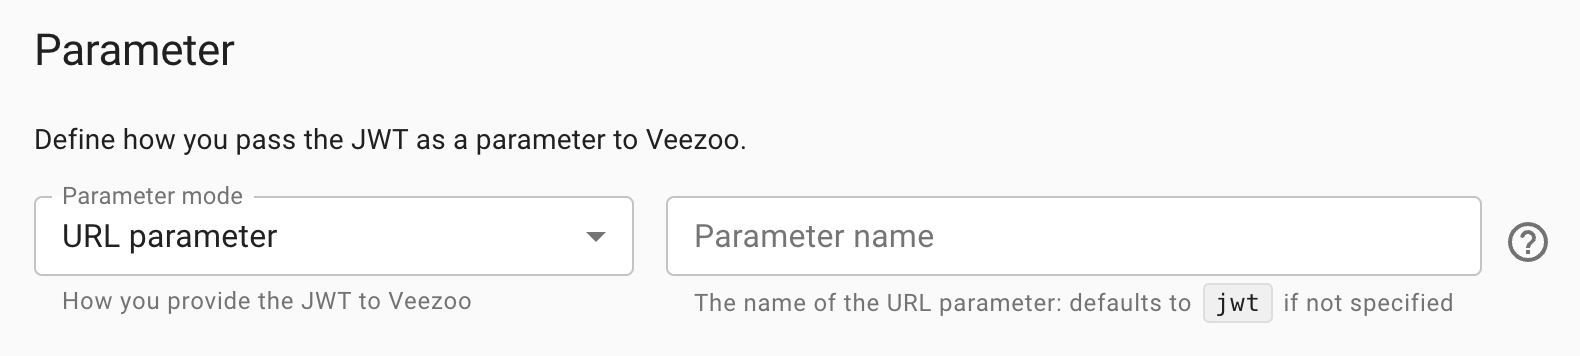 Parameter
Define how you pass the JWT as a parameter to Veezoo.
Parameter mode
URL parameter
How you provide the JWT to Veezoo
Parameter name
The name of the URL parameter: defaults to jwt if not specified